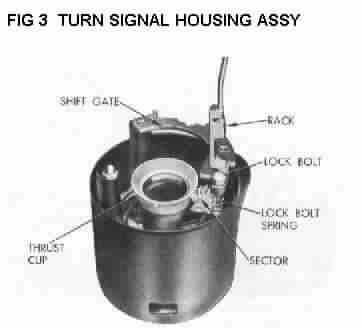 FIG 3 TURN SIGNAL HOUSING ASSY
SHIFT GATE
RACK
LOCK BOLT
LOCK BOLT
SPRING
THRUST
CUP
SECTOR